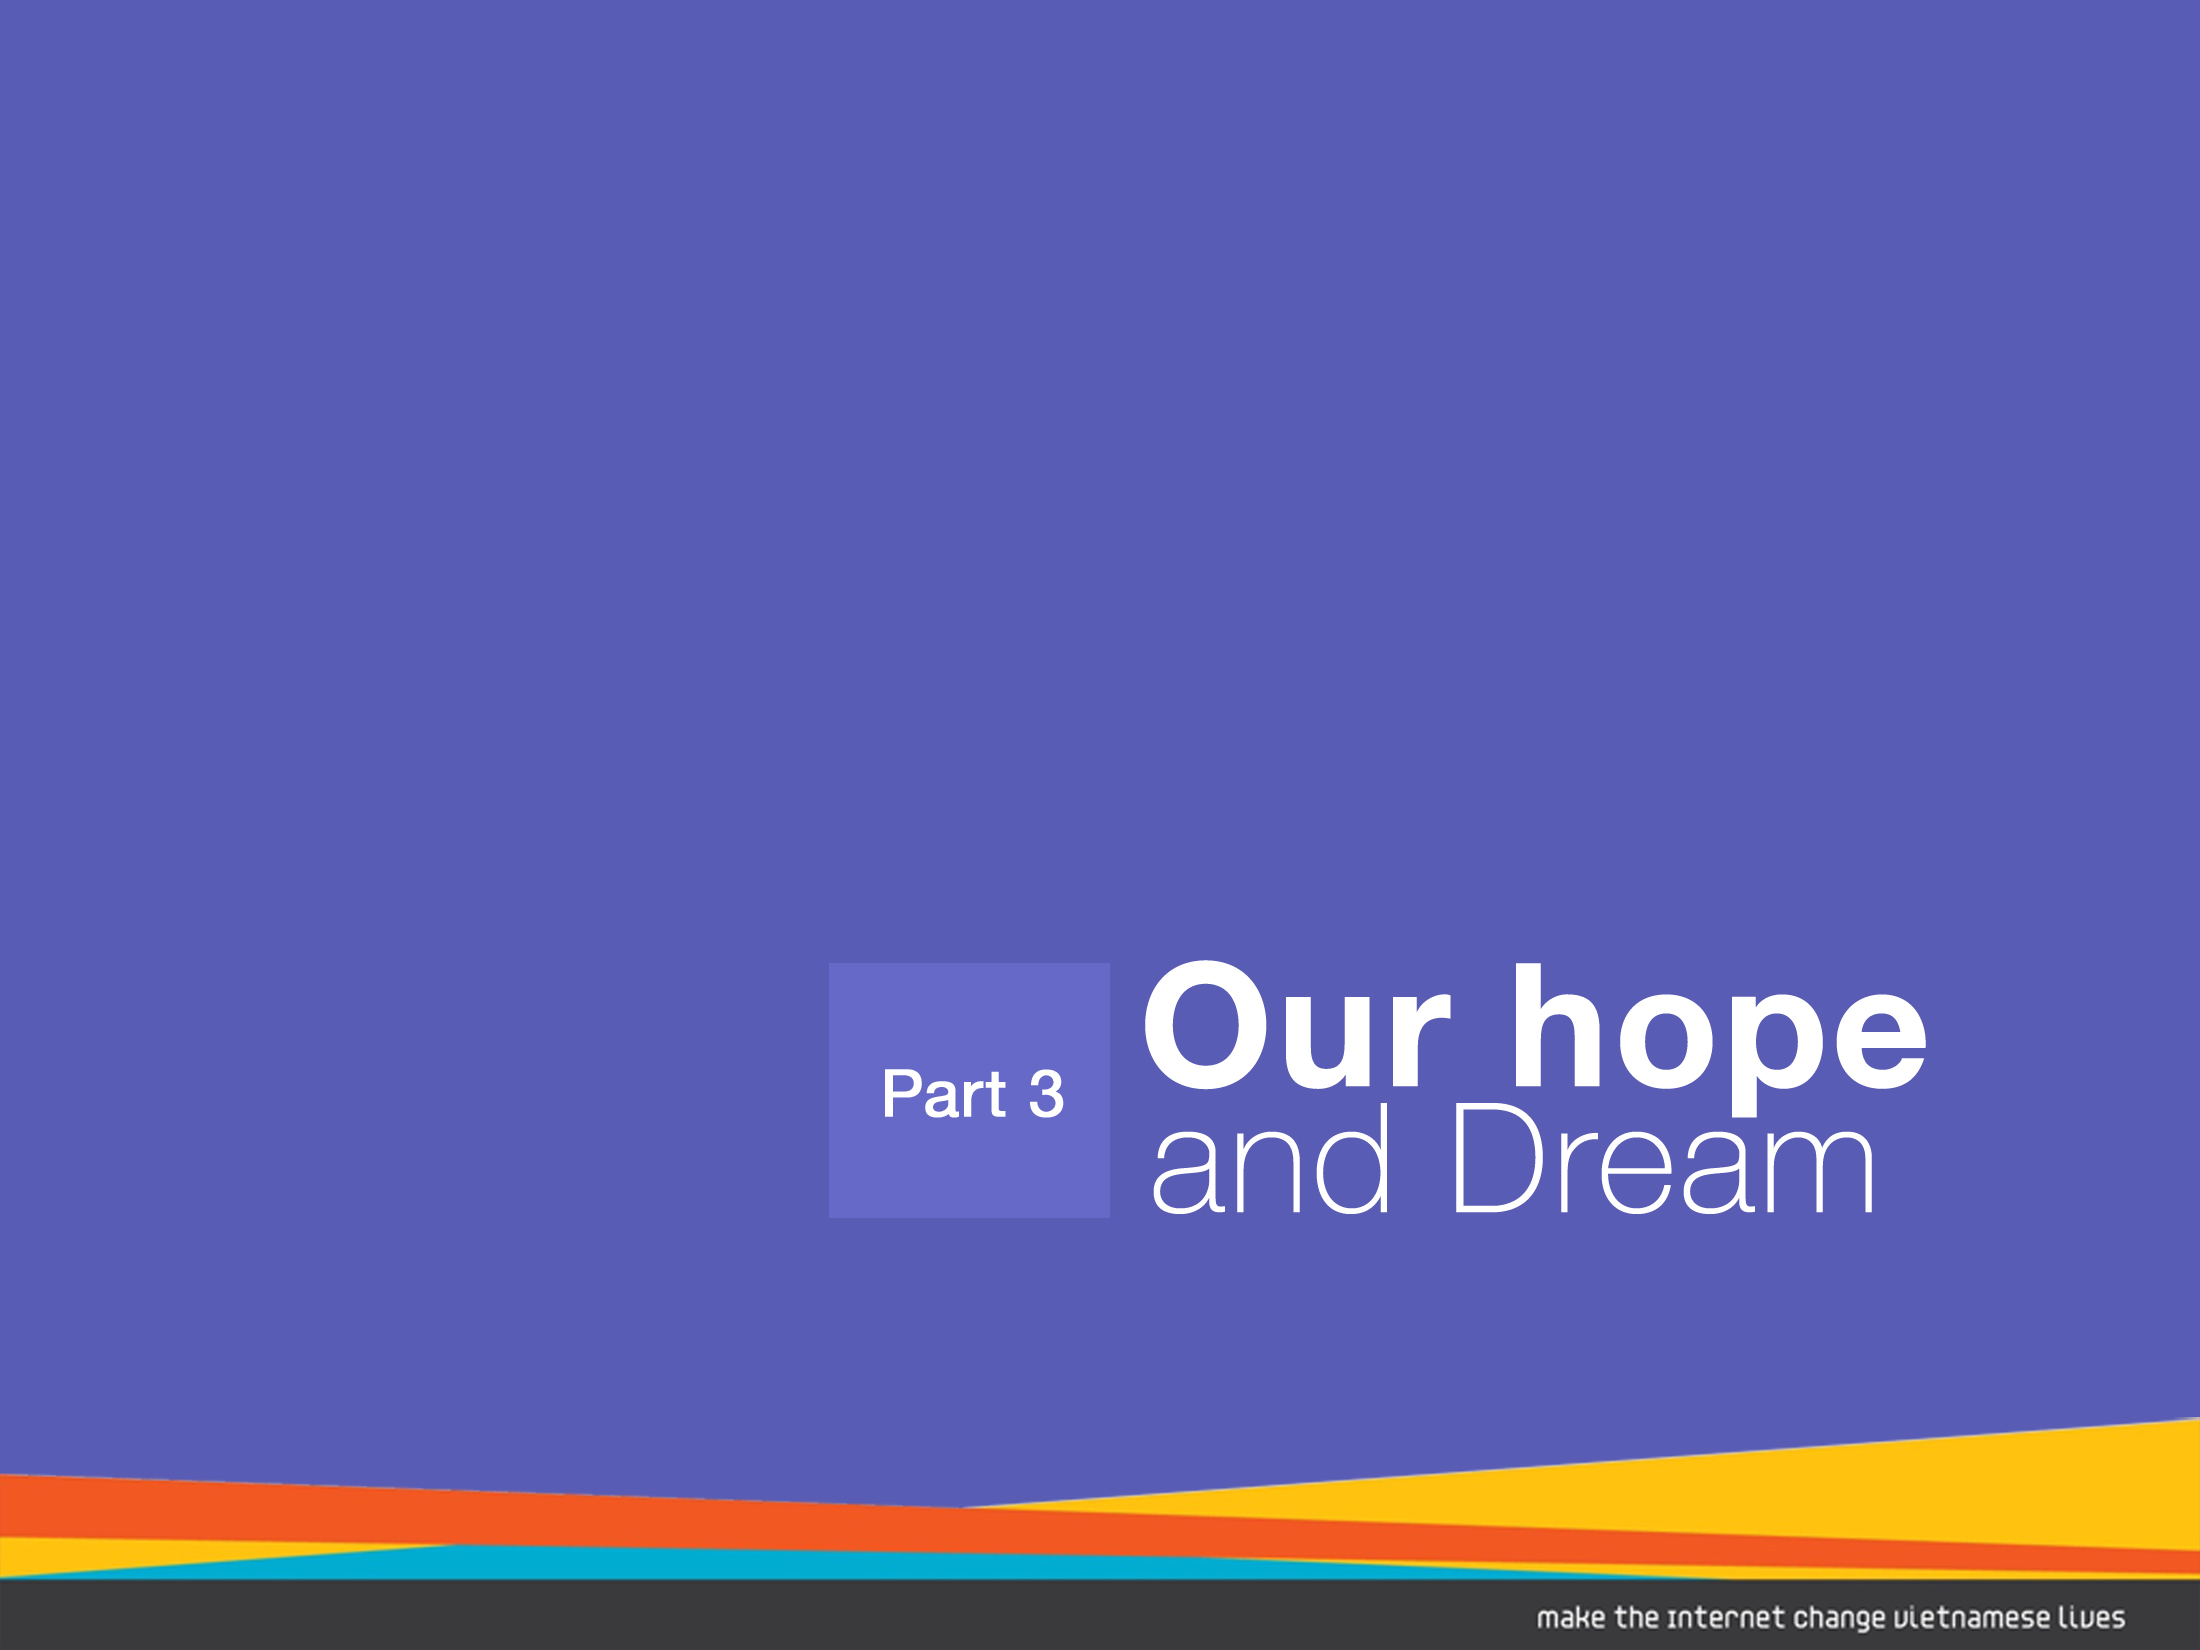 Part 3
Our hope
and Dream
make the Internet change vietnamese lives